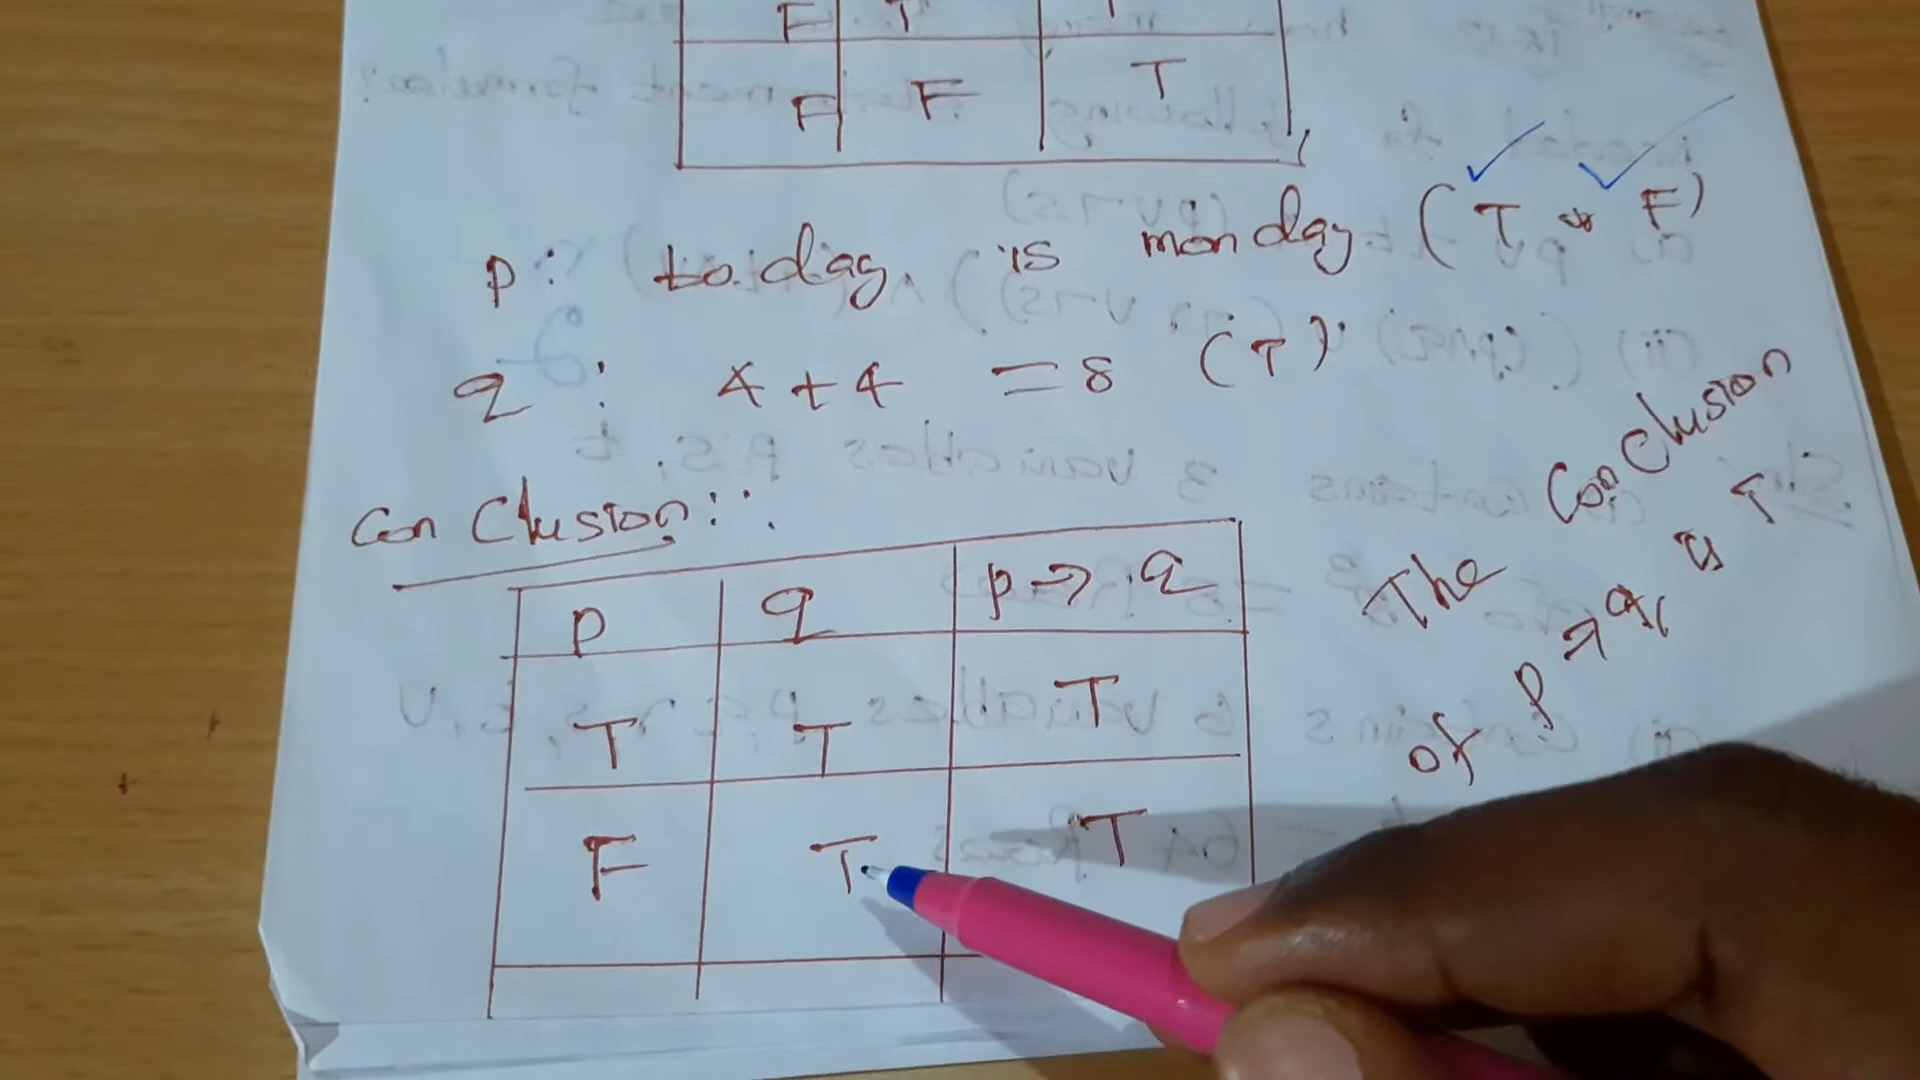 F T
F F T
p: today is monday (T or F)
q: 4 + 4 = 8 (T)
Conclusion:
p q p → q
T T T
F T T
The Conclusion
of p → q is T